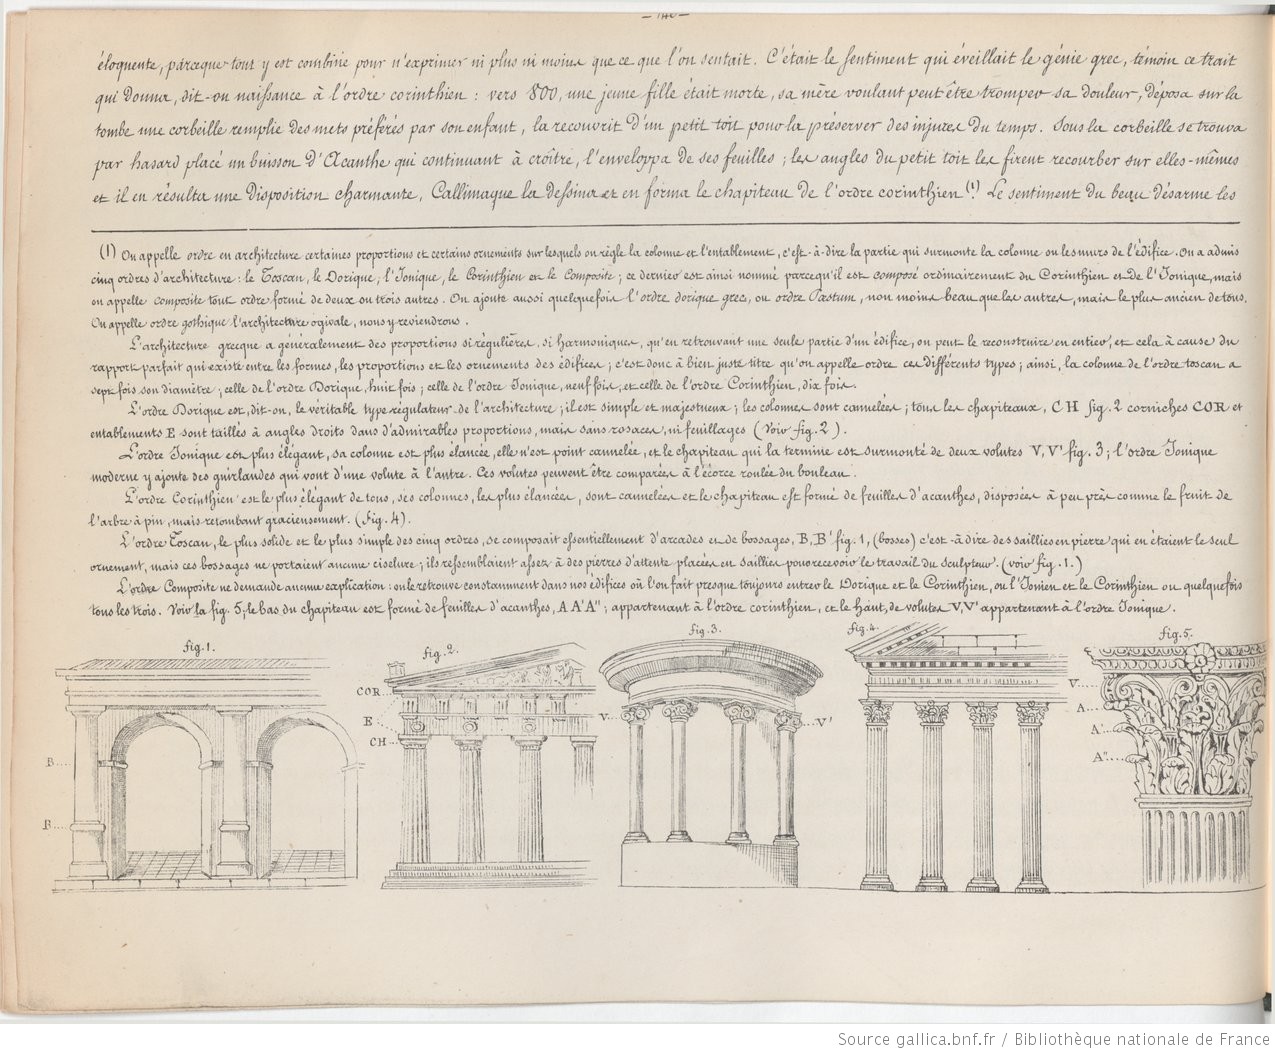 éloquente, parceque tout y est combiné pour n'exprimer ni plus ni moins que ce que l'on sentait. C'était le sentiment qui éveillait le génie grec, témoin ce trait
qui donna, dit-on naissance à l'ordre corinthien : vers 800, une jeune fille était morte, sa mère voulant peut être tromper sa douleur, déposa sur la
tombe une corbeille remplie des mets préférés par son enfant, la recouvrit d'un petit toit pour la préserver des injures du temps. Sous la corbeille se trouva
par hasard placé un buisson d'Acanthe qui continuant à croître, l'enveloppa de ses feuilles ; les angles du petit toit les firent recourber sur elles-mêmes
et il en résulta une disposition charmante, Callimaque la dessina et en forma le chapiteau de l'ordre corinthien (1). Le sentiment du beau désarme les
(1) On appelle ordre en architecture certaines proportions et certains ornements sur lesquels on règle la colonne et l'entablement, c'est-à-dire la partie qui surmonte la colonne ou les murs de l'édifice. On a admis
cinq ordres d'architecture : le Toscan, le Dorique, l'Ionique, le Corinthien et le Composite ; ce dernier est ainsi nommé parcequ'il est composé ordinairement du Corinthien et de l'Ionique, mais
on appelle composite tout ordre formé de deux ou trois autres. On ajoute aussi quelquefois l'ordre dorique grec, ou ordre Pæstum, non moins beau que les autres, mais le plus ancien de tous.
On appelle ordre gothique l'architecture ogivale, nous y reviendrons.
L'architecture grecque a généralement des proportions si régulières, si harmoniques, qu'en retrouvant une seule partie d'un édifice, on peut le reconstruire en entier, et cela à cause du
rapport parfait qui existe entre les formes, les proportions et les ornements des édifices ; c'est donc à bien juste titre qu'on appelle ordre ces différents types ; ainsi, la colonne de l'ordre toscan a
sept fois son diamètre ; celle de l'ordre Dorique, huit fois ; celle de l'ordre Ionique, neuf fois, et celle de l'ordre Corinthien, dix fois.
L'ordre Dorique est, dit-on, le véritable type régulateur de l'architecture ; il est simple et majestueux ; les colonnes sont cannelées ; tous les chapiteaux, CH fig. 2 corniches COR et
entablements E sont taillés à angles droits dans d'admirables proportions, mais sans rosaces, ni feuillages (Voir fig. 2).
L'ordre Ionique est plus élégant, sa colonne est plus élancée, elle n'est point cannelée, et le chapiteau qui la termine est surmonté de deux volutes V, V' fig. 3 ; l'ordre Ionique
moderne y ajoute des guirlandes qui vont d'une volute à l'autre. Ces volutes peuvent être comparées à l'écorce roulée du bouleau.
L'ordre Corinthien est le plus élégant de tous, ses colonnes, les plus élancées, sont cannelées et le chapiteau est formé de feuilles d'acanthes, disposées à peu près comme le fruit de
l'arbre à pin, mais retombant gracieusement. (Fig. 4).
L'ordre Toscan, le plus solide et le plus simple des cinq ordres, se composait essentiellement d'arcades et de bossages, B, B' fig. 1, (bosses) c'est-à dire des saillies en pierre qui en étaient le seul
ornement, mais ces bossages ne portaient aucune ciselure ; ils ressemblaient assez à des pierres d'attente placées en saillie pour recevoir le travail du sculpteur. (voir fig. 1.)
L'ordre Composite ne demande aucune explication : on le retrouve constamment dans nos édifices où l'on fait presque toujours entrer le Dorique et le Corinthien, ou l'Ionien et le Corinthien ou quelquefois
tous les trois. Voir la fig. 5, le bas du chapiteau est formé de feuilles d'acanthes, A A' A" ; appartenant à l'ordre corinthien, et le haut, de volutes V, V' appartenant à l'ordre Ionique.
fig. 1. fig. 2. fig. 3. fig. 4. fig. 5.
COR
E
CH
V
V'
V
A
A'
A"
B
B
Source gallica.bnf.fr / Bibliothèque nationale de France